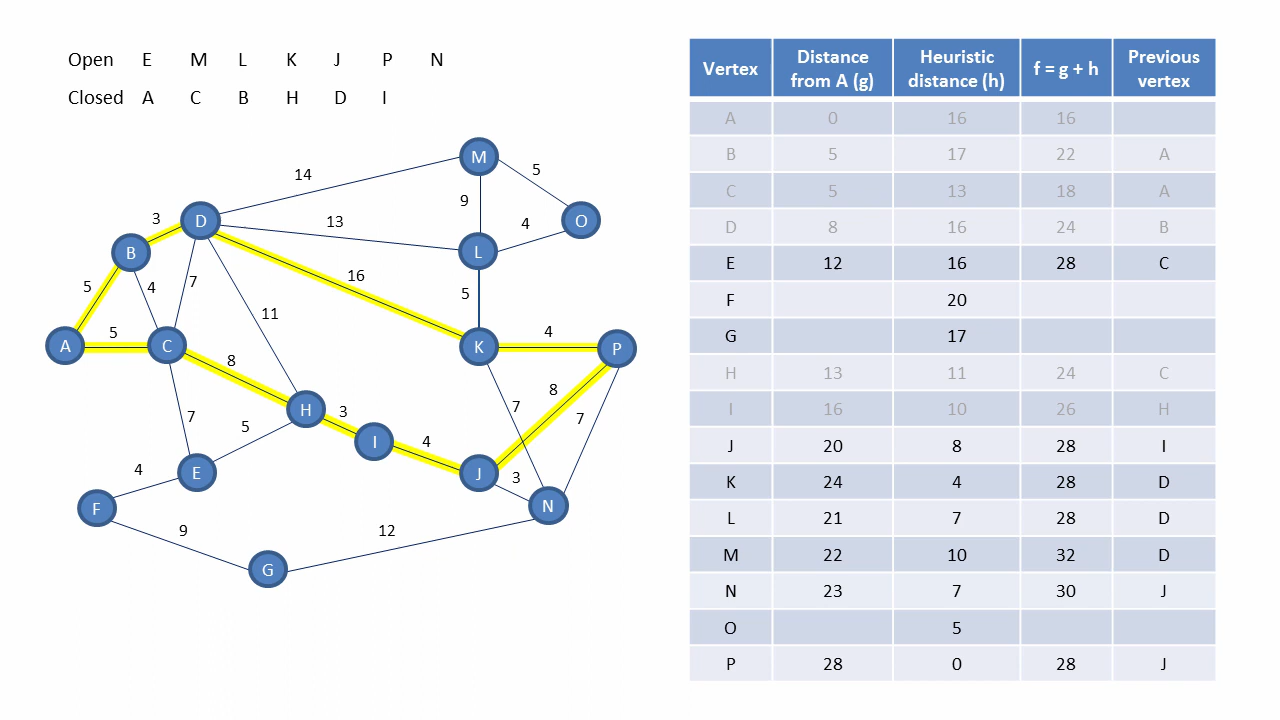 Open E M L K J P N
Closed A C B H D I
M
14
5
9
O
3
D
13
4
B
L
5
4
7
16
5
11
A
5
C
K
4
P
8
8
7
7
H
3
7
5
I
4
4
E
J
3
F
N
9
12
G
Vertex Distance from A (g) Heuristic distance (h) f = g + h Previous vertex
A 0 16 16
B 5 17 22 A
C 5 13 18 A
D 8 16 24 B
E 12 16 28 C
F 20
G 17
H 13 11 24 C
I 16 10 26 H
J 20 8 28 I
K 24 4 28 D
L 21 7 28 D
M 22 10 32 D
N 23 7 30 J
O 5
P 28 0 28 J